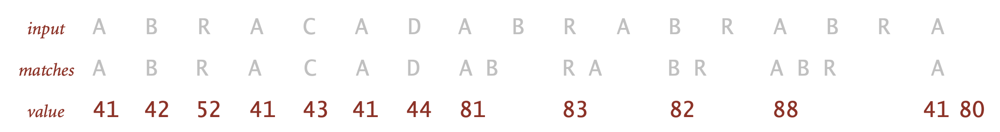 input A B R A C A D A B R A B R A B R A
matches A B R A C A D A B R A B R A B R A
value 41 42 52 41 43 41 44 81 83 82 88 41 80